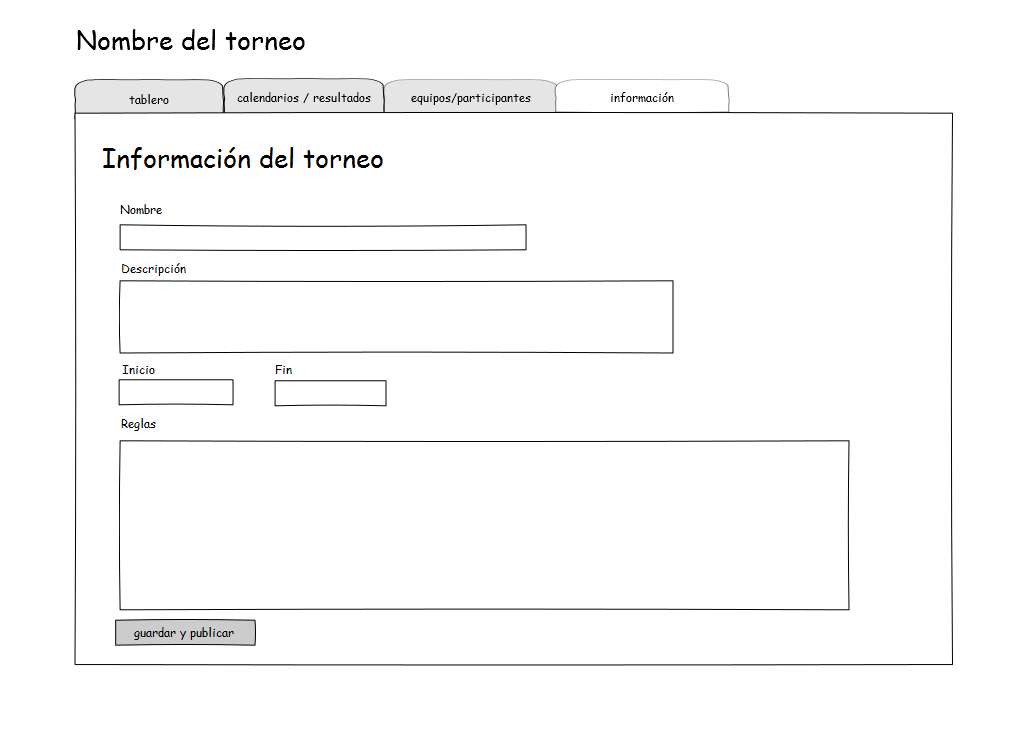 Nombre del torneo
tablero calendarios / resultados equipos/participantes información
Información del torneo
Nombre
Descripción
Inicio Fin
Reglas
guardar y publicar